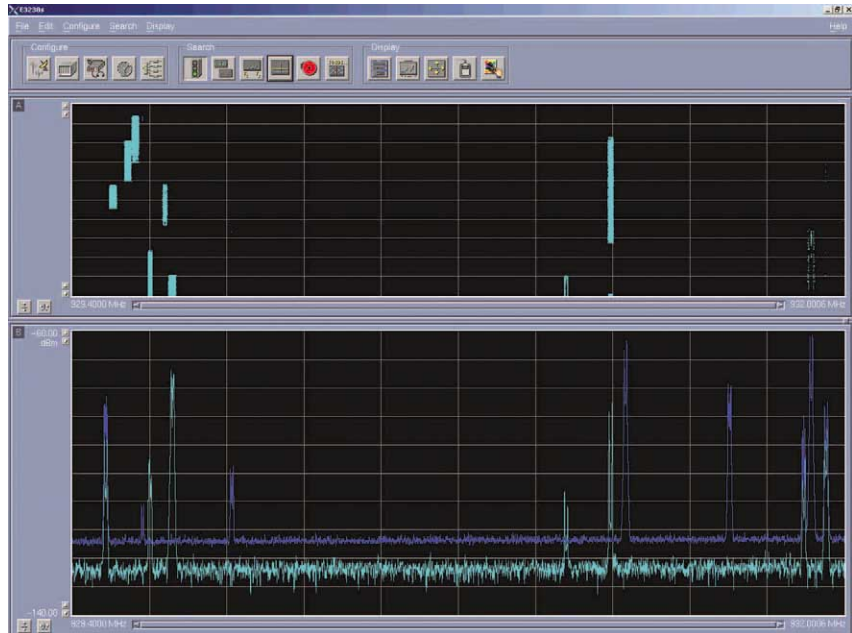 E3238s
File Edit Configure Search Display Help
Configure Search Display
A
929.4000 MHz 932.0006 MHz
B -60.00
dBm
-140.00
929.4000 MHz 932.0006 MHz